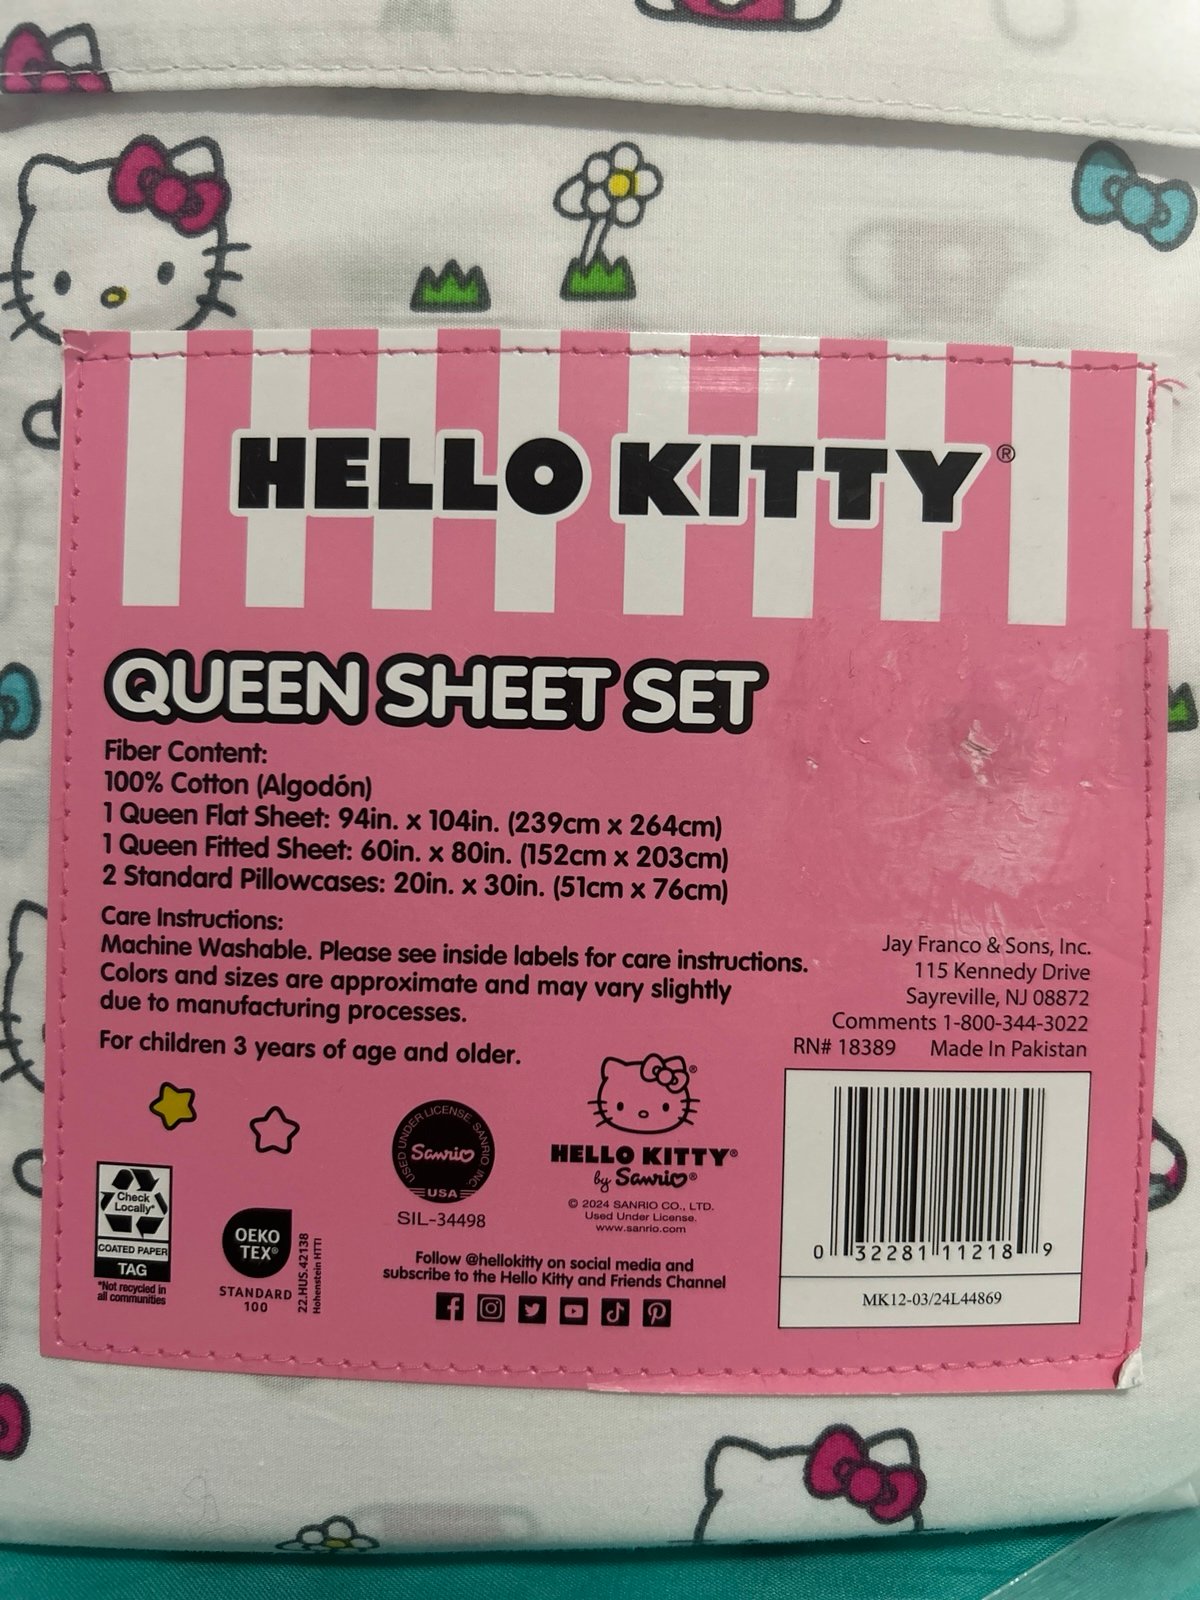 HELLO KITTY®
QUEEN SHEET SET
Fiber Content:
100% Cotton (Algodón)
1 Queen Flat Sheet: 94in. x 104in. (239cm x 264cm)
1 Queen Fitted Sheet: 60in. x 80in. (152cm x 203cm)
2 Standard Pillowcases: 20in. x 30in. (51cm x 76cm)
Care Instructions:
Machine Washable. Please see inside labels for care instructions.
Colors and sizes are approximate and may vary slightly
due to manufacturing processes.
For children 3 years of age and older.
Jay Franco & Sons, Inc.
115 Kennedy Drive
Sayreville, NJ 08872
Comments 1-800-344-3022
RN# 18389 Made In Pakistan
Check
Locally*
COATED PAPER
TAG
*Not recycled in
all communities
OEKO
TEX®
STANDARD
100
22.HUS.42138
Hohenstein HTTI
USED UNDER LICENSE. SANRIO, INC.
Sanrio
USA
SIL-34498
®
HELLO KITTY®
by Sanrio®
© 2024 SANRIO CO., LTD.
Used Under License.
www.sanrio.com
Follow @hellokitty on social media and
subscribe to the Hello Kitty and Friends Channel
0 32281 11218 9
MK12-03/24L44869